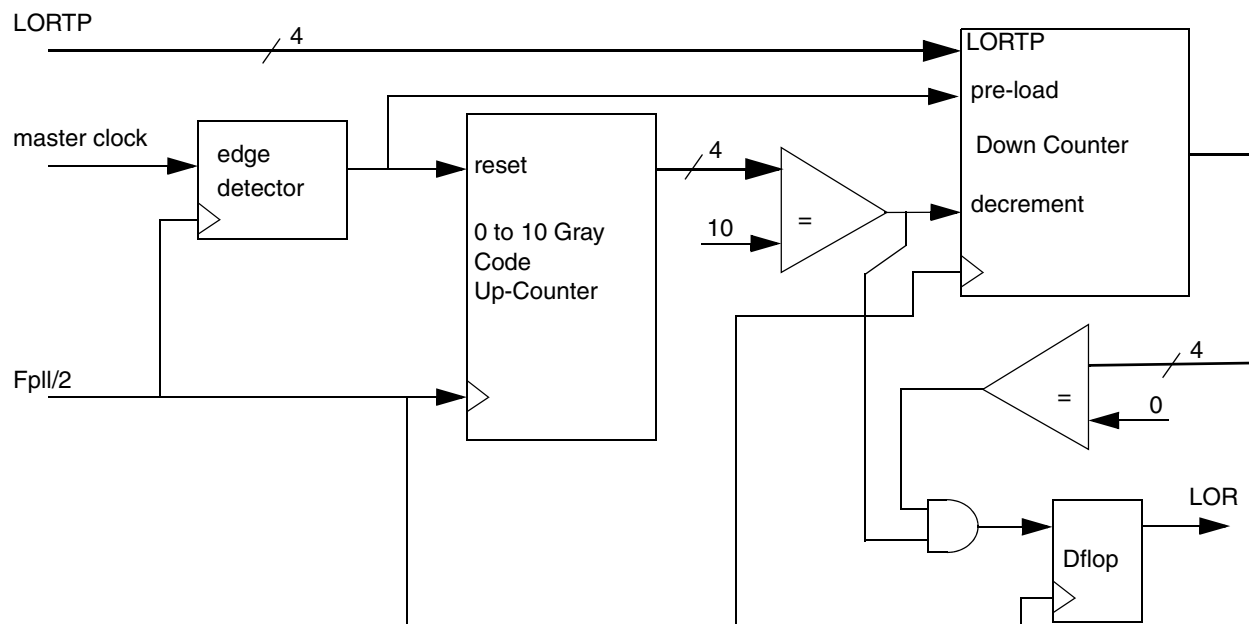 LORTP
4
LORTP
pre-load
master clock
edge
detector
reset
4
Down Counter
10
=
decrement
0 to 10 Gray
Code
Up-Counter
Fpll/2
4
=
0
LOR
Dflop